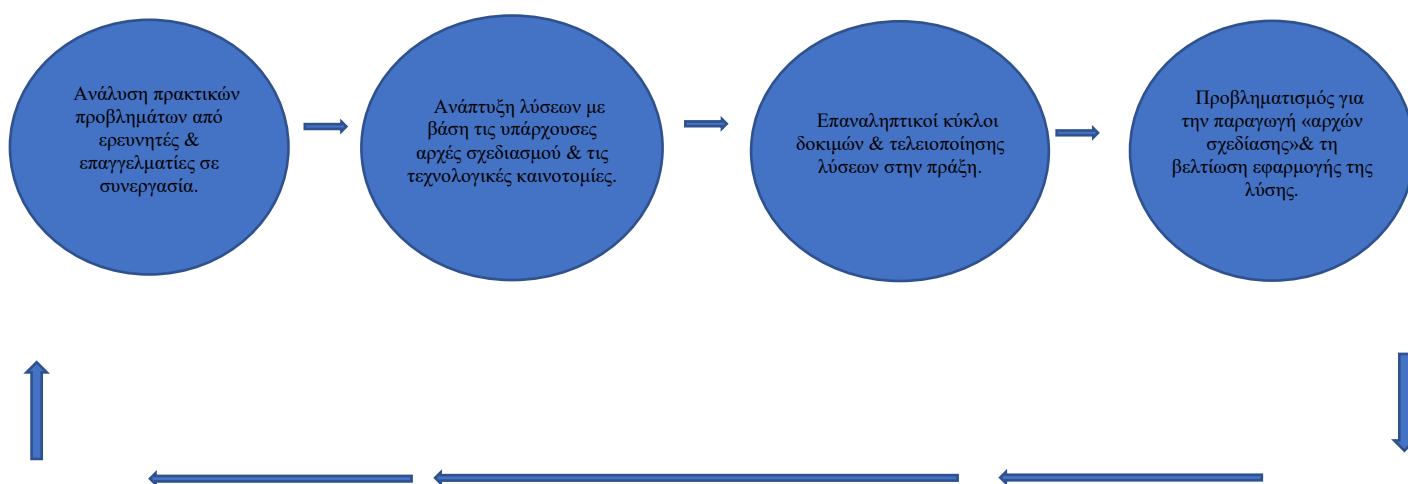 Ανάλυση πρακτικών
προβλημάτων από
ερευνητές &
επαγγελματίες σε
συνεργασία.
Ανάπτυξη λύσεων με
βάση τις υπάρχουσες
αρχές σχεδιασμού & τις
τεχνολογικές καινοτομίες.
Επαναληπτικοί κύκλοι
δοκιμών & τελειοποίησης
λύσεων στην πράξη.
Προβληματισμός για
την παραγωγή «αρχών
σχεδίασης»& τη
βελτίωση εφαρμογής της
λύσης.